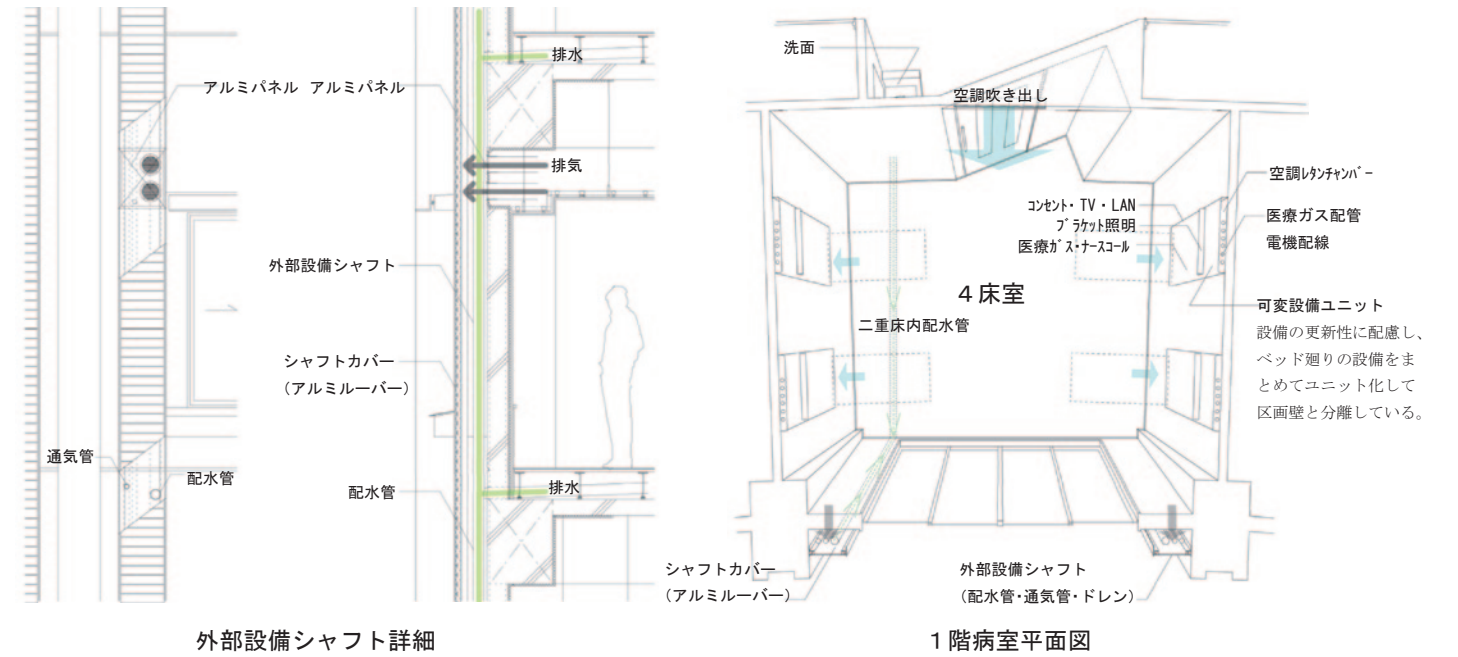 排水
アルミパネル アルミパネル
排気
外部設備シャフト
シャフトカバー
（アルミルーバー）
通気管
配水管
配水管
排水
外部設備シャフト詳細
洗面
空調吹き出し
空調ﾚﾀﾝﾁｬﾝﾊﾞｰ
ｺﾝｾﾝﾄ・TV・LAN
ﾌﾞﾗｹｯﾄ照明
医療ｶﾞｽ・ﾅｰｽｺｰﾙ
医療ガス配管
電機配線
４床室
二重床内配水管
可変設備ユニット
設備の更新性に配慮し、
ベッド廻りの設備をま
とめてユニット化して
区画壁と分離している。
シャフトカバー
（アルミルーバー）
外部設備シャフト
（配水管・通気管・ドレン）
１階病室平面図